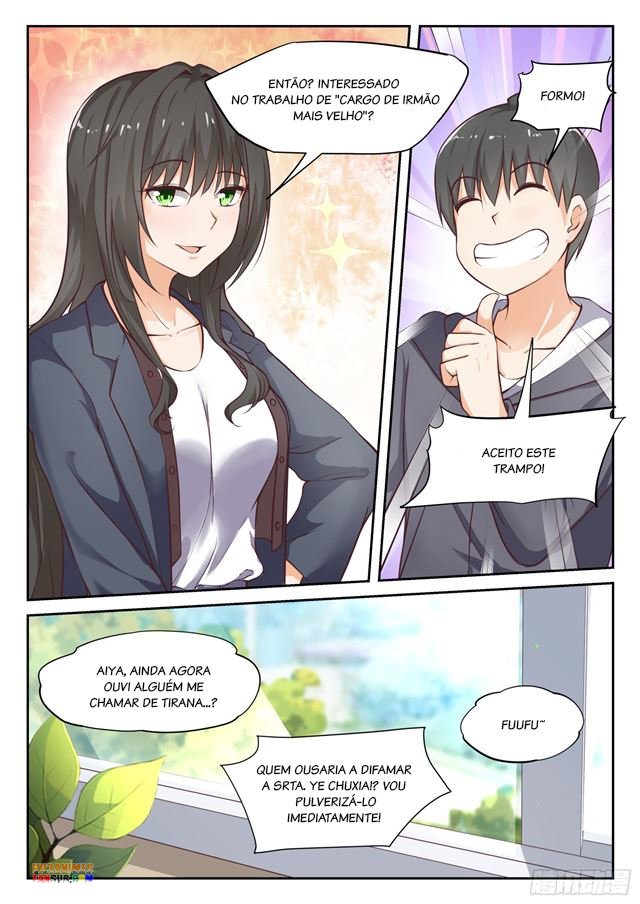 ENTÃO? INTERESSADO
NO TRABALHO DE "CARGO DE IRMÃO
MAIS VELHO"?
FORMO!
ACEITO ESTE
TRAMPO!
AIYA, AINDA AGORA
OUVI ALGUÉM ME
CHAMAR DE TIRANA...?
FUUFU~
QUEM OUSARIA A DIFAMAR
A SRTA. YE CHUXIA!? VOU
PULVERIZÁ-LO
IMEDIATAMENTE!